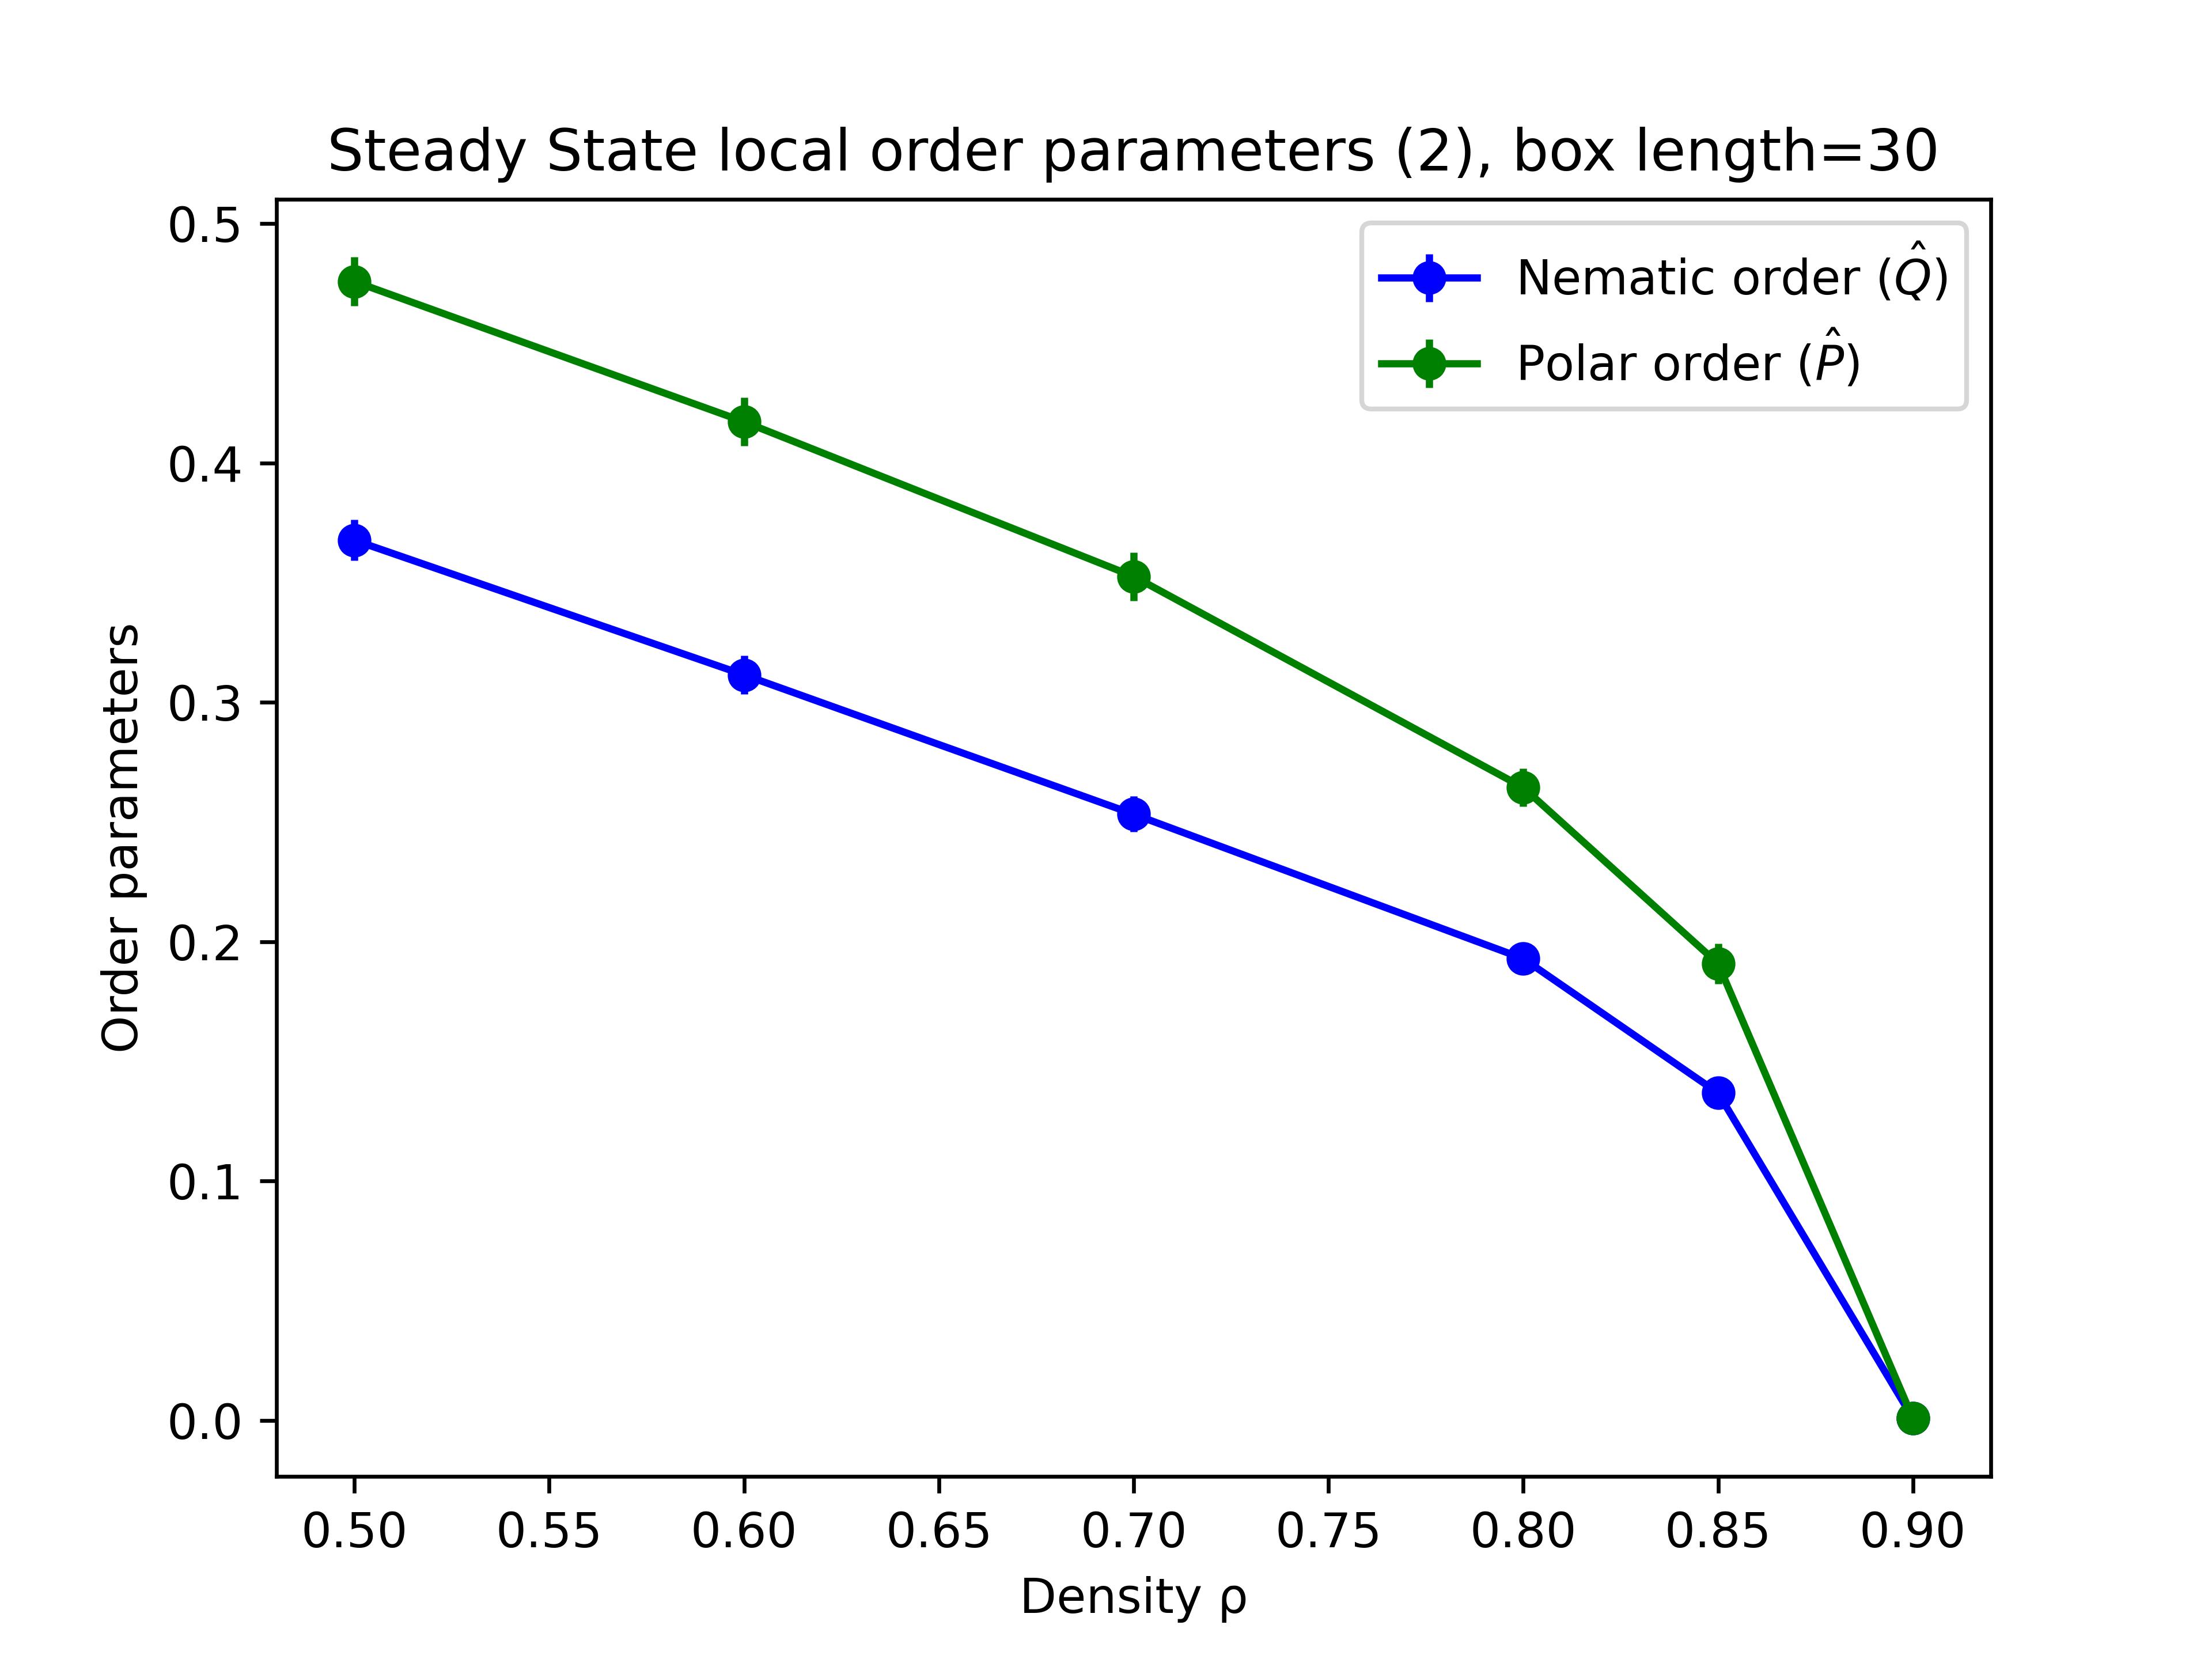 Steady State local order parameters (2), box length=30
Nematic order (Q̂)
Polar order (P̂)
Order parameters
0.5
0.4
0.3
0.2
0.1
0.0
0.50 0.55 0.60 0.65 0.70 0.75 0.80 0.85 0.90
Density ρ